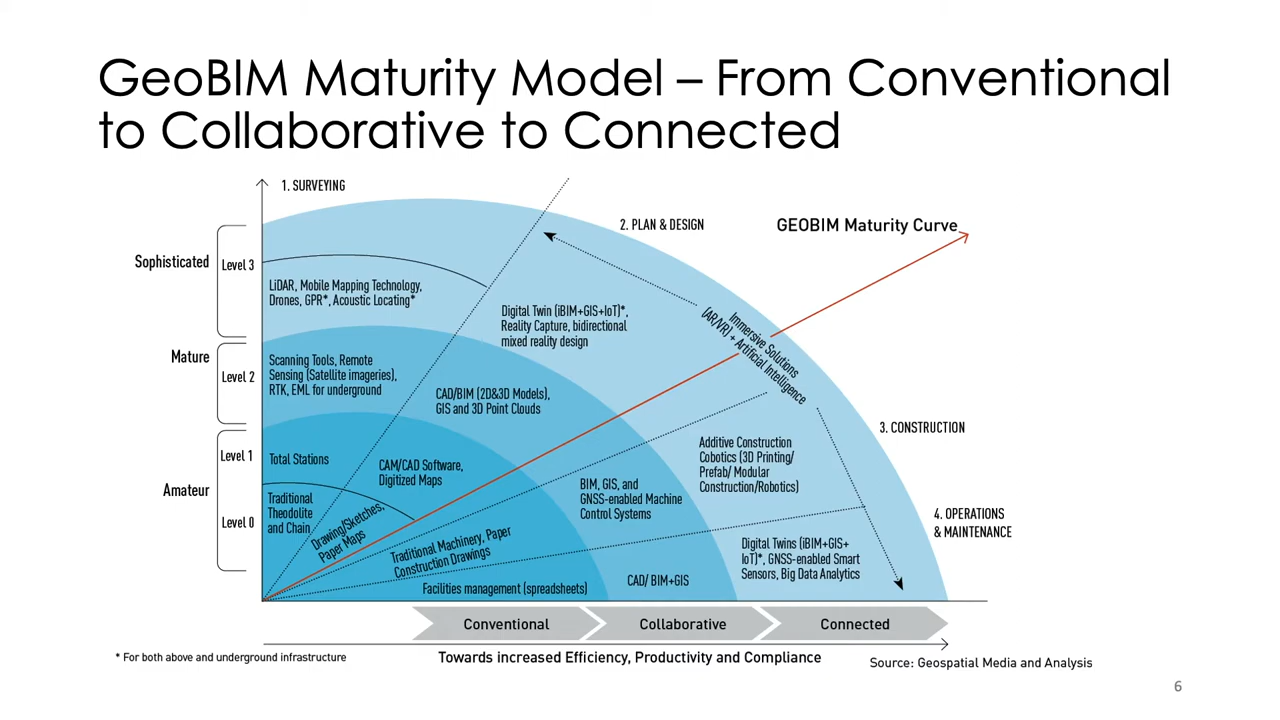 GeoBIM Maturity Model – From Conventional
to Collaborative to Connected
1. SURVEYING
2. PLAN & DESIGN
GEOBIM Maturity Curve
Sophisticated
Level 3
LiDAR, Mobile Mapping Technology,
Drones, GPR*, Acoustic Locating*
Digital Twin (iBIM+GIS+IoT)*,
Reality Capture, bidirectional
mixed reality design
Immersive Solutions
(AR/VR) + Artificial Intelligence
Mature
Level 2
Scanning Tools, Remote
Sensing (Satellite imageries),
RTK, EML for underground
CAD/BIM (2D&3D Models),
GIS and 3D Point Clouds
3. CONSTRUCTION
Additive Construction
Cobotics (3D Printing/
Prefab/ Modular
Construction/Robotics)
Level 1
Total Stations
CAM/CAD Software,
Digitized Maps
BIM, GIS, and
GNSS-enabled Machine
Control Systems
Amateur
Level 0
Traditional
Theodolite
and Chain
Drawing/Sketches,
Paper Maps
Traditional Machinery, Paper
Construction Drawings
4. OPERATIONS
& MAINTENANCE
Digital Twins (iBIM+GIS+
IoT)*, GNSS-enabled Smart
Sensors, Big Data Analytics
Facilities management (spreadsheets)
CAD/ BIM+GIS
Conventional
Collaborative
Connected
* For both above and underground infrastructure
Towards increased Efficiency, Productivity and Compliance
Source: Geospatial Media and Analysis
6